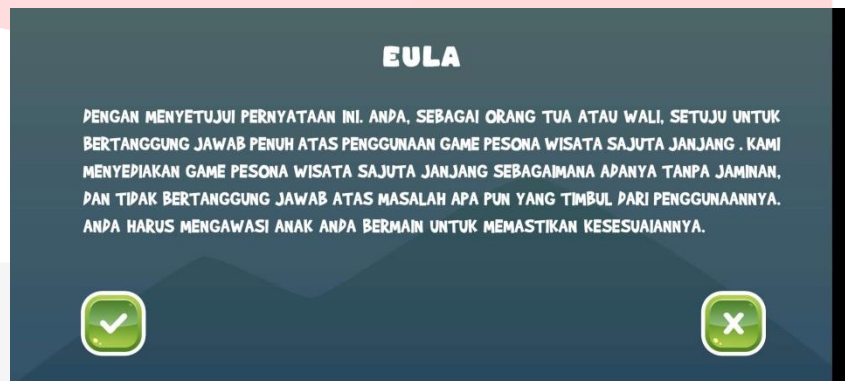 EULA
DENGAN MENYETUJUI PERNYATAAN INI. ANDA, SEBAGAI ORANG TUA ATAU WALI, SETUJU UNTUK
BERTANGGUNG JAWAB PENUH ATAS PENGGUNAAN GAME PESONA WISATA SAJUTA JANJANG . KAMI
MENYEDIAKAN GAME PESONA WISATA SAJUTA JANJANG SEBAGAIMANA ADANYA TANPA JAMINAN,
DAN TIDAK BERTANGGUNG JAWAB ATAS MASALAH APA PUN YANG TIMBUL DARI PENGGUNAANNYA.
ANDA HARUS MENGAWASI ANAK ANDA BERMAIN UNTUK MEMASTIKAN KESESUAIANNYA.